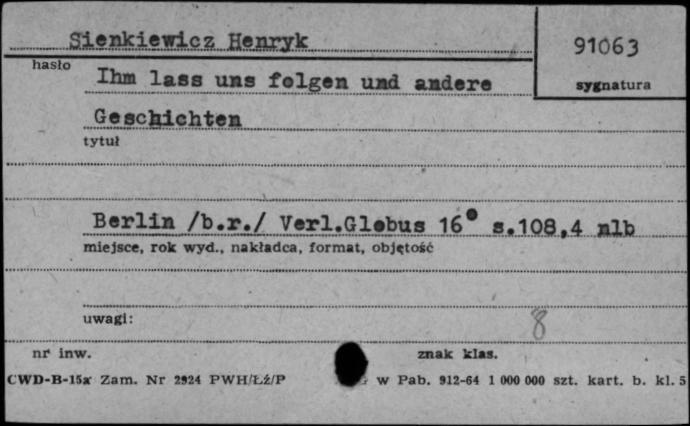 Sienkiewicz Henryk
91063
hasło
sygnatura
Ihm lass uns folgen und andere
Geschichten
tytuł
Berlin /b.r./ Verl.Globus 16° s.108,4 nlb
miejsce, rok wyd., nakładca, format, objętość
uwagi:
8
nr inw.
znak klas.
CWD-B-15a Zam. Nr 2924 PWH/Łź/P w Pab. 912-64 1 000 000 szt. kart. b. kl. 5